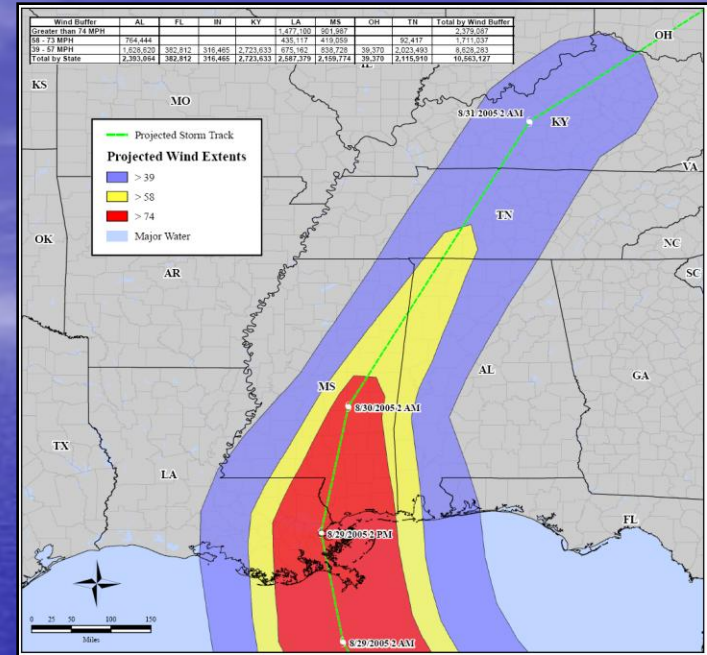 Wind Buffer AL FL IN KY LA MS OH TN Total by Wind Buffer
Greater than 74 MPH 1,477,100 901,987 2,379,087
58 - 73 MPH 764,444 435,117 419,059 92,417 1,711,037
39 - 57 MPH 1,628,620 382,812 316,465 2,723,633 675,162 838,728 39,370 2,023,493 8,628,283
Total by State 2,393,064 382,812 316,465 2,723,633 2,587,379 2,159,774 39,370 2,115,910 10,563,127
OH
IL
KS
MO
8/31/2005-2 AM
KY
Projected Storm Track
Projected Wind Extents
> 39
> 58
> 74
Major Water
VA
TN
OK
NC
AR
SC
MS
AL
GA
8/30/2005-2 AM
TX
LA
FL
8/29/2005-2 PM
0 25 50 100 150
Miles
8/29/2005-2 AM